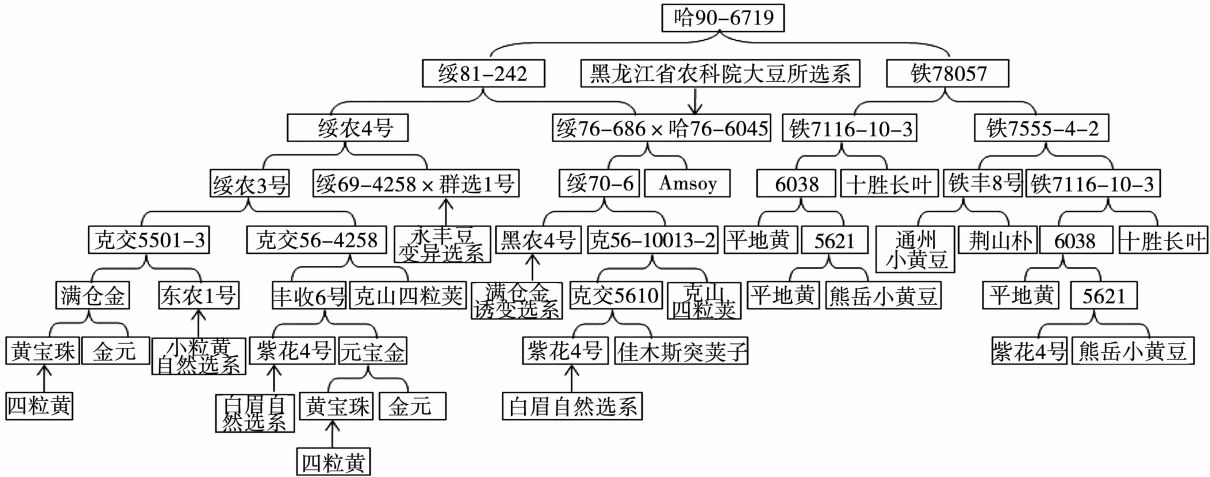 哈90-6719
绥81-242
黑龙江省农科院大豆所选系
铁78057
绥农4号
绥76-686×哈76-6045
铁7116-10-3
铁7555-4-2
绥农3号
绥69-4258×群选1号
绥70-6
Amsoy
6038
十胜长叶
铁丰8号
铁7116-10-3
克交5501-3
克交56-4258
永丰豆
变异选系
黑农4号
克56-10013-2
平地黄
5621
通州
小黄豆
荆山朴
6038
十胜长叶
满仓金
东农1号
丰收6号
克山四粒荚
满仓金
诱变选系
克交5610
克山
四粒荚
平地黄
熊岳小黄豆
平地黄
5621
黄宝珠
金元
小粒黄
自然选系
紫花4号
元宝金
紫花4号
佳木斯突荚子
紫花4号
熊岳小黄豆
四粒黄
白眉自
然选系
黄宝珠
金元
白眉自然选系
四粒黄